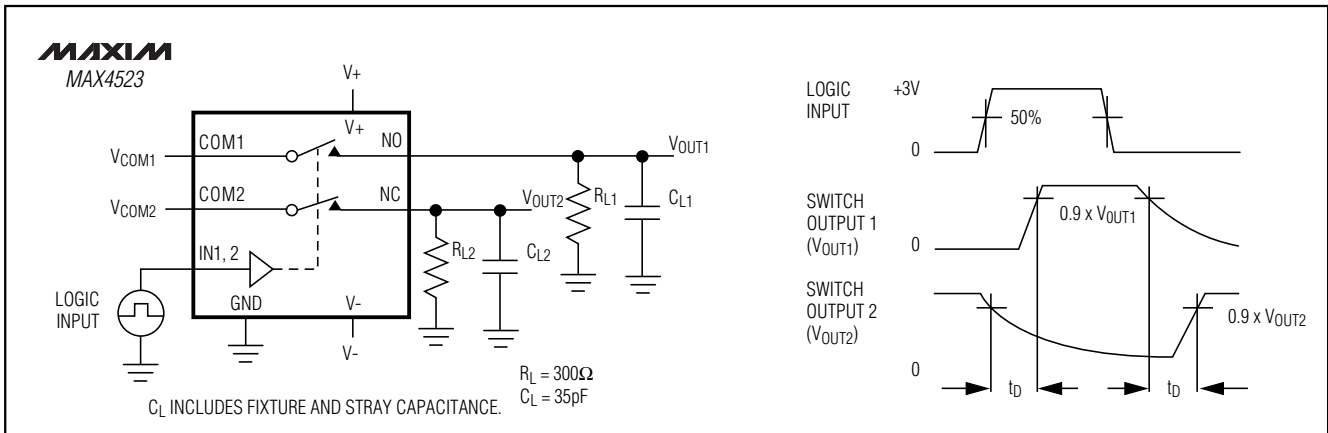 MAXIM
MAX4523
V+
V+
COM1
NO
VCOM1
VOUT1
COM2
NC
VCOM2
VOUT2
RL1
CL1
IN1, 2
RL2
CL2
LOGIC
INPUT
GND
V-
V-
RL = 300Ω
CL = 35pF
CL INCLUDES FIXTURE AND STRAY CAPACITANCE.
LOGIC
INPUT
+3V
50%
0
SWITCH
OUTPUT 1
(VOUT1)
0.9 x VOUT1
0
SWITCH
OUTPUT 2
(VOUT2)
0.9 x VOUT2
0
tD
tD